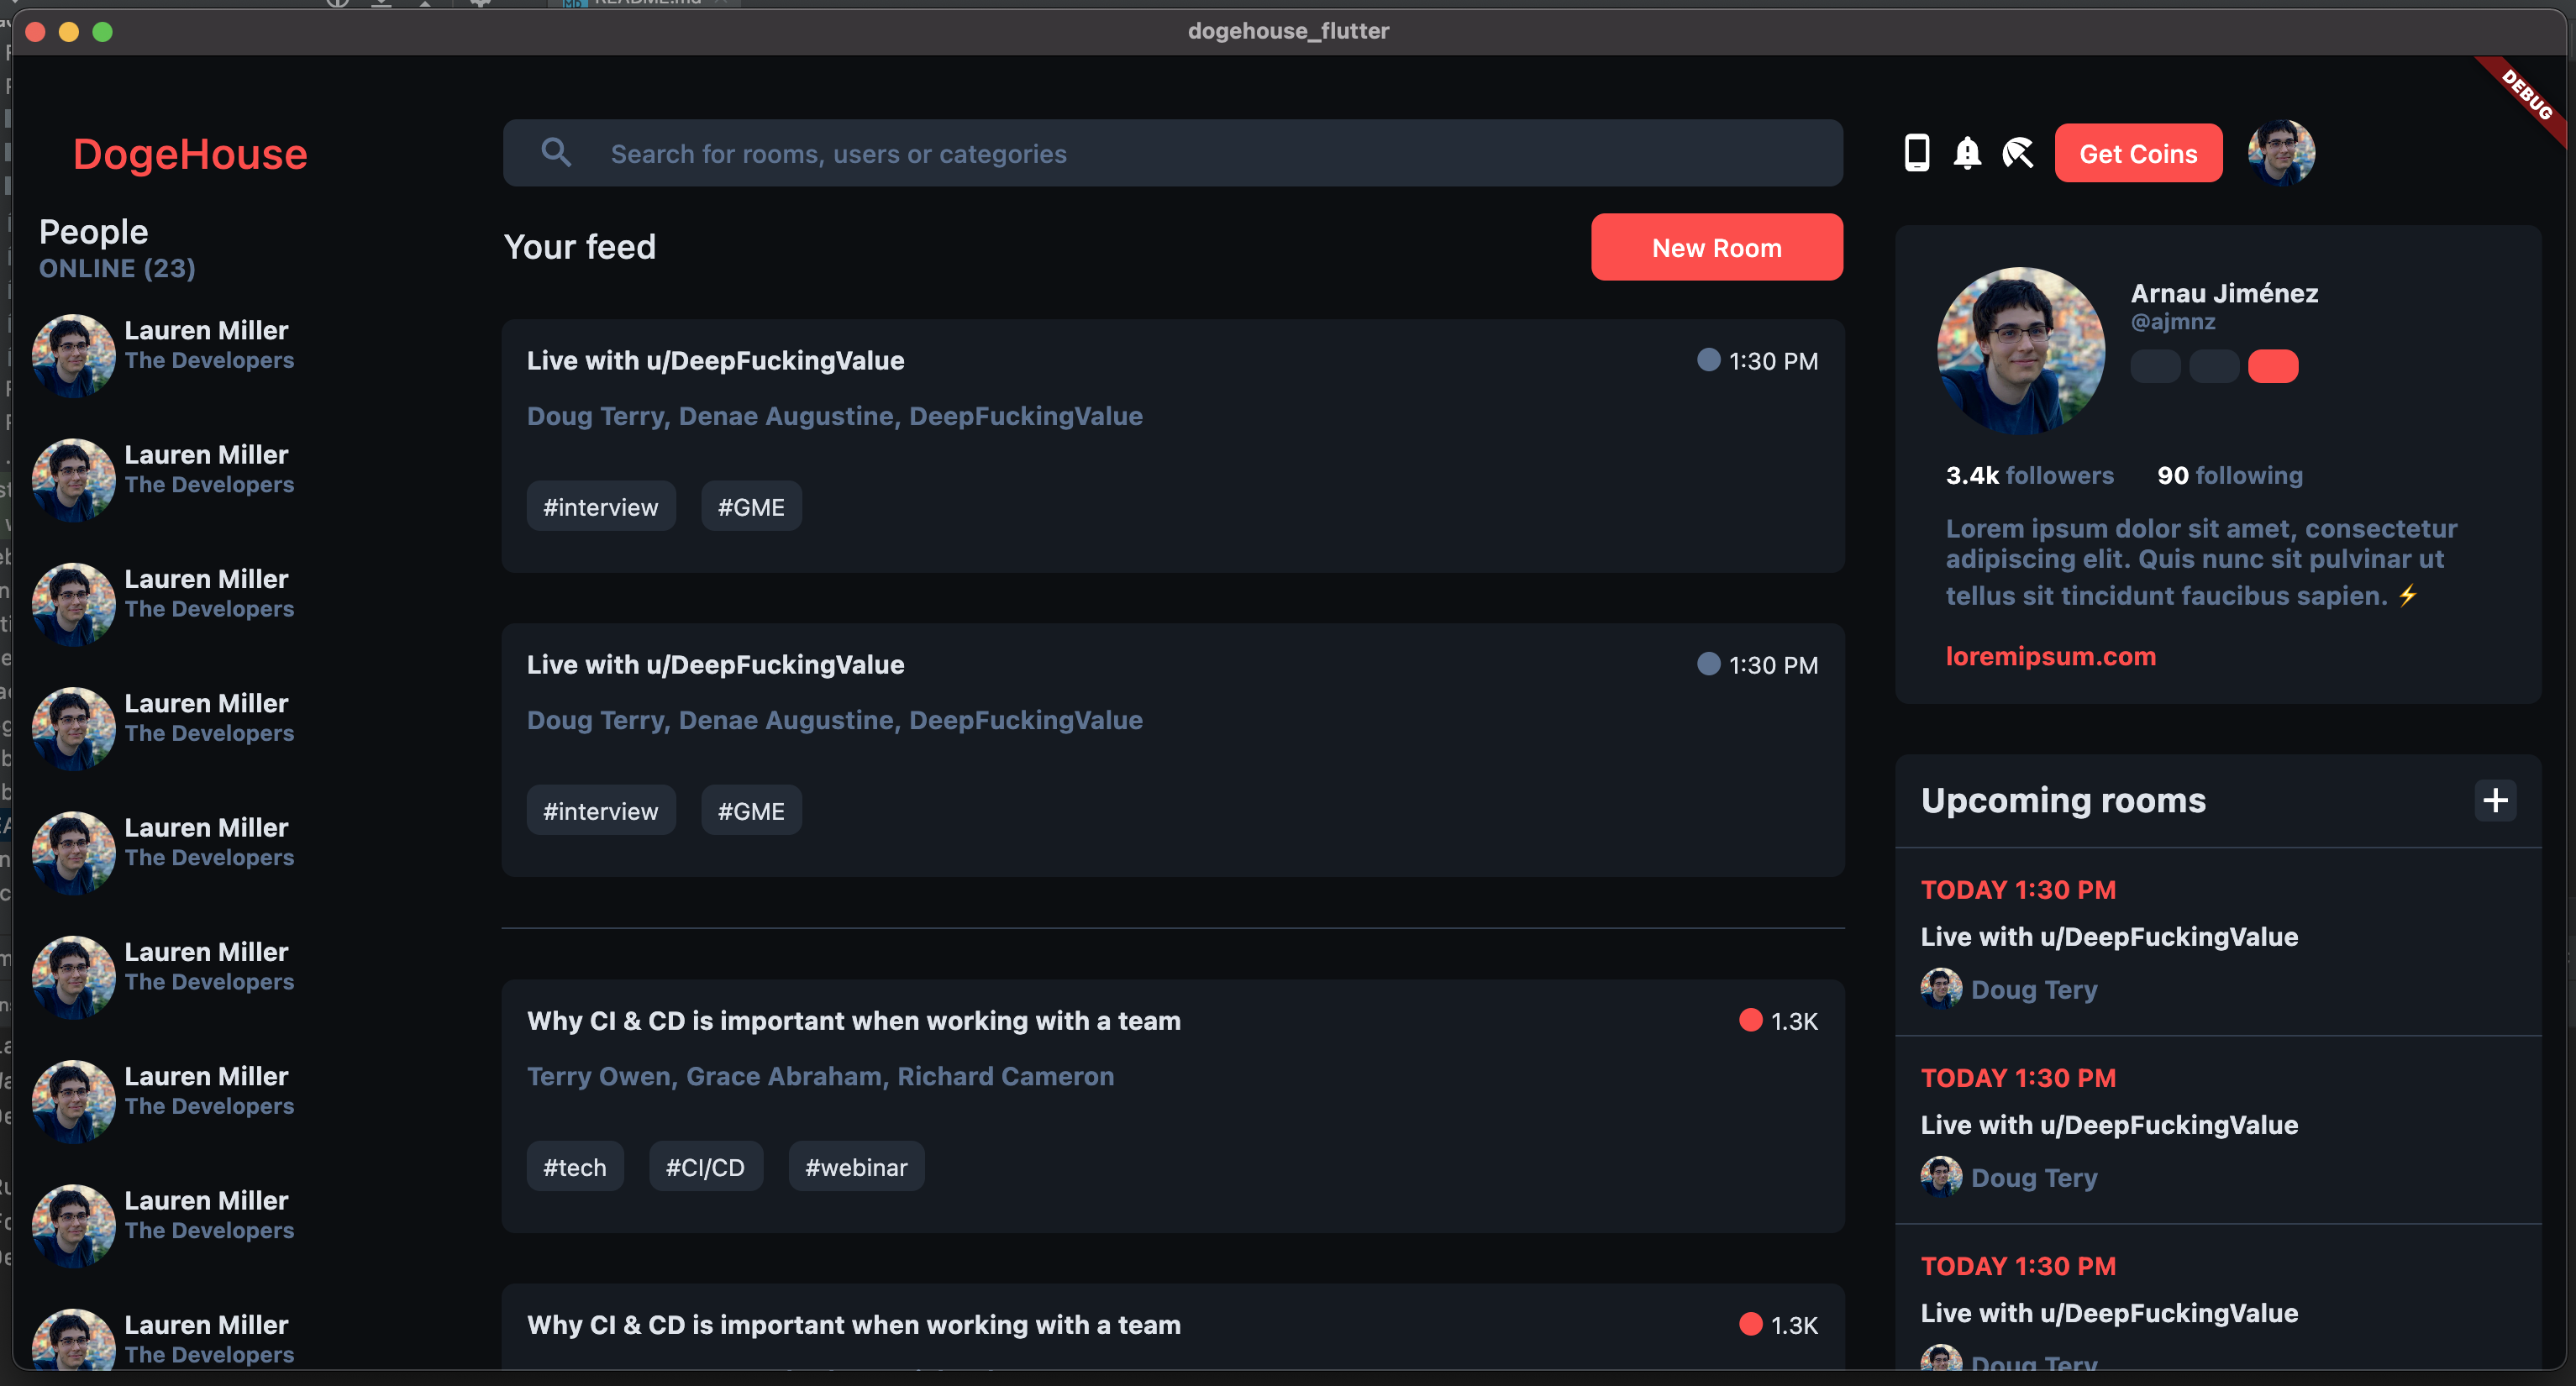 README.md
dogehouse_flutter
DEBUG
DogeHouse
People
ONLINE (23)
Lauren Miller
The Developers
Lauren Miller
The Developers
Lauren Miller
The Developers
Lauren Miller
The Developers
Lauren Miller
The Developers
Lauren Miller
The Developers
Lauren Miller
The Developers
Lauren Miller
The Developers
Lauren Miller
The Developers
Search for rooms, users or categories
Your feed
New Room
Live with u/DeepFuckingValue
1:30 PM
Doug Terry, Denae Augustine, DeepFuckingValue
#interview #GME
Live with u/DeepFuckingValue
1:30 PM
Doug Terry, Denae Augustine, DeepFuckingValue
#interview #GME
Why CI & CD is important when working with a team
1.3K
Terry Owen, Grace Abraham, Richard Cameron
#tech #CI/CD #webinar
Why CI & CD is important when working with a team
1.3K
Get Coins
Arnau Jiménez
@ajmnz
3.4k followers 90 following
Lorem ipsum dolor sit amet, consectetur
adipiscing elit. Quis nunc sit pulvinar ut
tellus sit tincidunt faucibus sapien. ⚡
loremipsum.com
Upcoming rooms
TODAY 1:30 PM
Live with u/DeepFuckingValue
Doug Tery
TODAY 1:30 PM
Live with u/DeepFuckingValue
Doug Tery
TODAY 1:30 PM
Live with u/DeepFuckingValue
Doug Tery